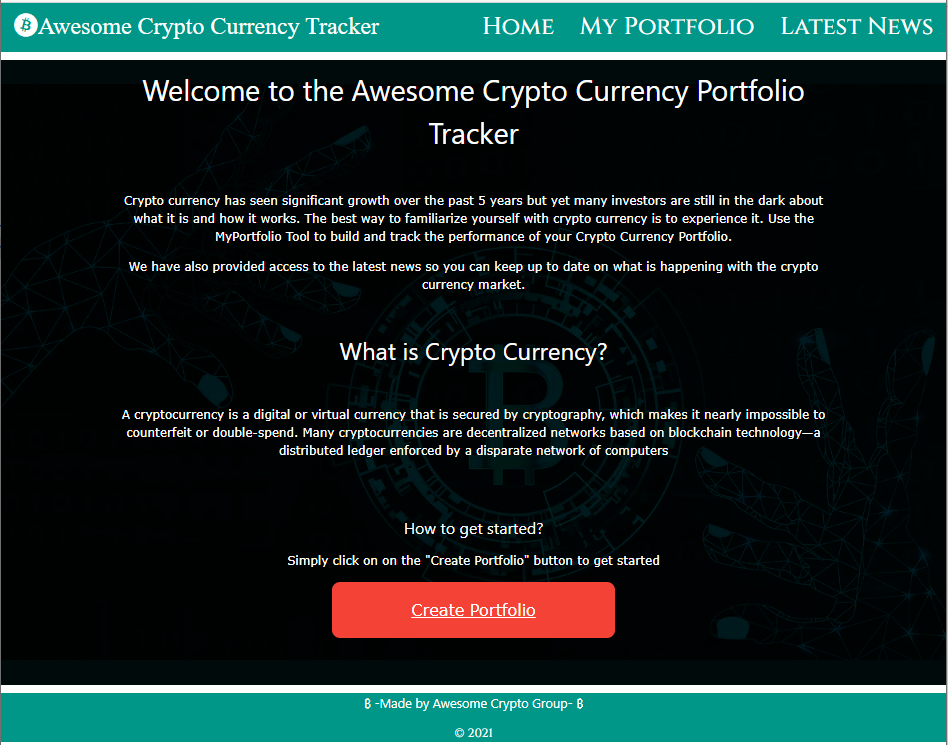 Awesome Crypto Currency Tracker
Home My Portfolio Latest News
Welcome to the Awesome Crypto Currency Portfolio
Tracker
Crypto currency has seen significant growth over the past 5 years but yet many investors are still in the dark about
what it is and how it works. The best way to familiarize yourself with crypto currency is to experience it. Use the
MyPortfolio Tool to build and track the performance of your Crypto Currency Portfolio.
We have also provided access to the latest news so you can keep up to date on what is happening with the crypto
currency market.
What is Crypto Currency?
A cryptocurrency is a digital or virtual currency that is secured by cryptography, which makes it nearly impossible to
counterfeit or double-spend. Many cryptocurrencies are decentralized networks based on blockchain technology—a
distributed ledger enforced by a disparate network of computers
How to get started?
Simply click on on the "Create Portfolio" button to get started
Create Portfolio
₿ -Made by Awesome Crypto Group- ₿
© 2021